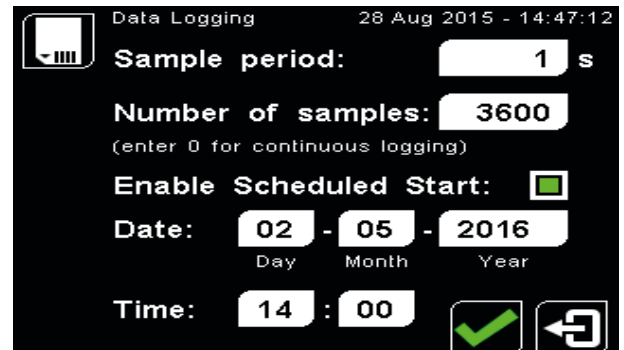 Data Logging 28 Aug 2015 - 14:47:12
Sample period: 1 s
Number of samples: 3600
(enter 0 for continuous logging)
Enable Scheduled Start:
Date: 02 - 05 - 2016
Day Month Year
Time: 14 : 00